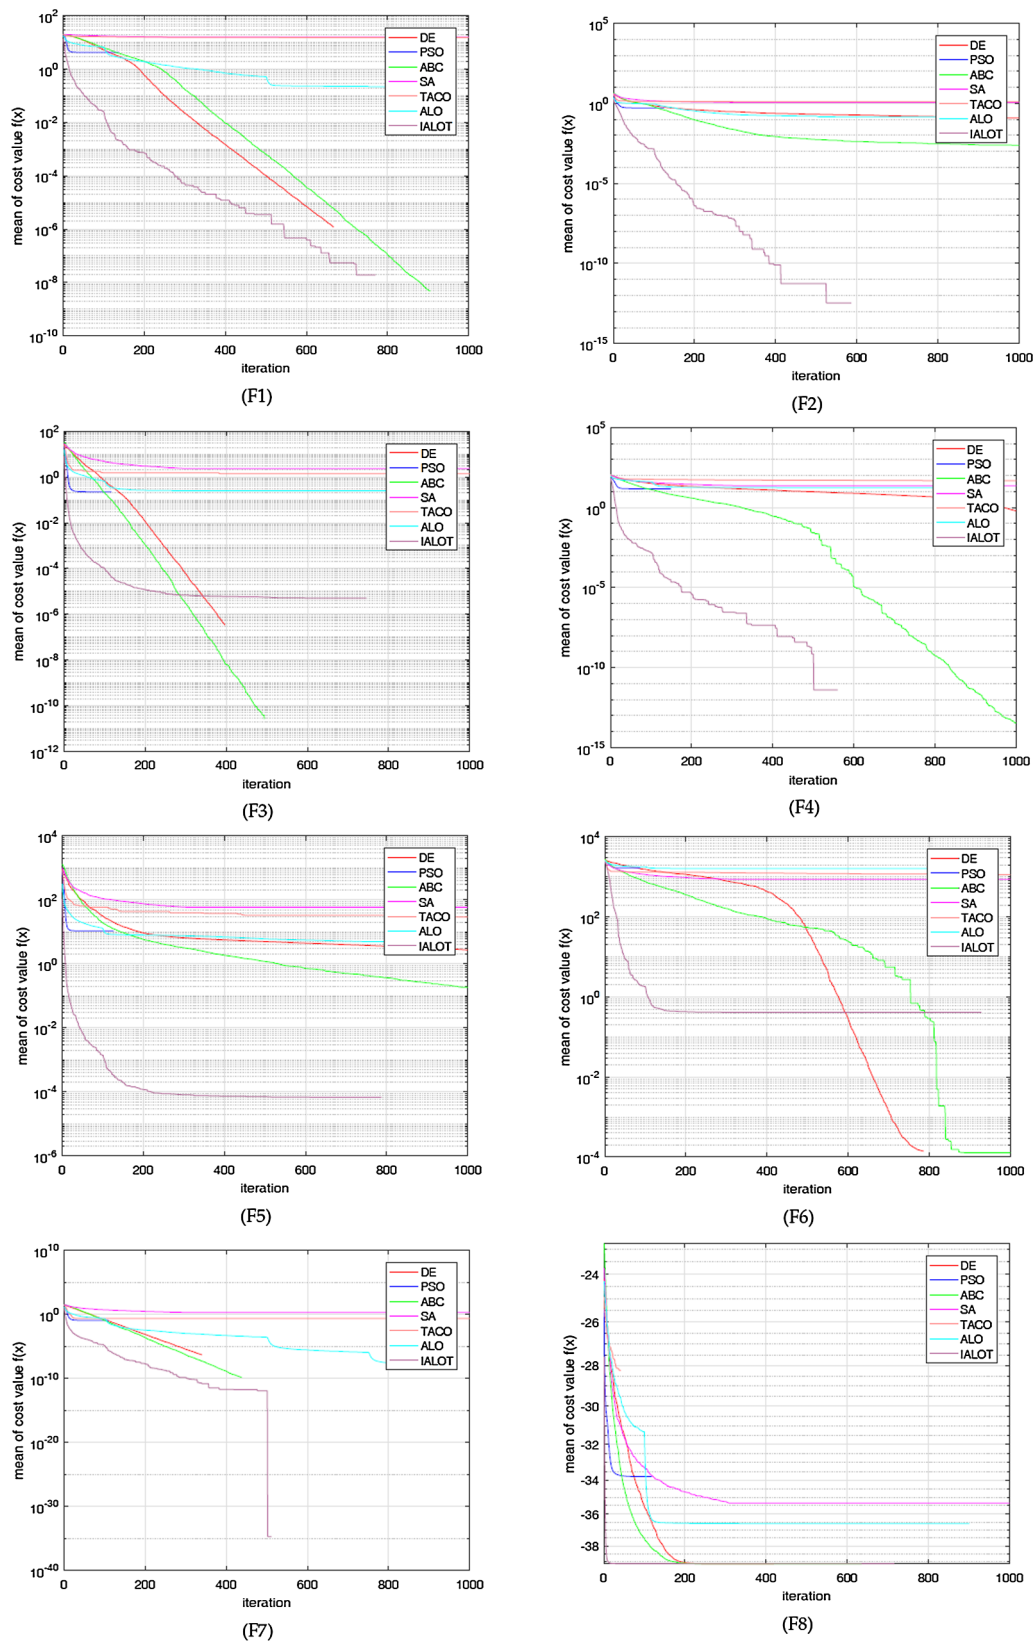 10^2
10^0
10^-2
10^-4
10^-6
10^-8
10^-10
mean of cost value f(x)
DE
PSO
ABC
SA
TACO
ALO
IALOT
0 200 400 600 800 1000
iteration
(F1)
10^5
10^0
10^-5
10^-10
10^-15
mean of cost value f(x)
DE
PSO
ABC
SA
TACO
ALO
IALOT
0 200 400 600 800 1000
iteration
(F2)
10^2
10^0
10^-2
10^-4
10^-6
10^-8
10^-10
10^-12
mean of cost value f(x)
DE
PSO
ABC
SA
TACO
ALO
IALOT
0 200 400 600 800 1000
iteration
(F3)
10^5
10^0
10^-5
10^-10
10^-15
mean of cost value f(x)
DE
PSO
ABC
SA
TACO
ALO
IALOT
0 200 400 600 800 1000
iteration
(F4)
10^4
10^2
10^0
10^-2
10^-4
10^-6
mean of cost value f(x)
DE
PSO
ABC
SA
TACO
ALO
IALOT
0 200 400 600 800 1000
iteration
(F5)
10^4
10^2
10^0
10^-2
10^-4
mean of cost value f(x)
DE
PSO
ABC
SA
TACO
ALO
IALOT
0 200 400 600 800 1000
iteration
(F6)
10^10
10^0
10^-10
10^-20
10^-30
10^-40
mean of cost value f(x)
DE
PSO
ABC
SA
TACO
ALO
IALOT
0 200 400 600 800 1000
iteration
(F7)
-24
-26
-28
-30
-32
-34
-36
-38
mean of cost value f(x)
DE
PSO
ABC
SA
TACO
ALO
IALOT
0 200 400 600 800 1000
iteration
(F8)